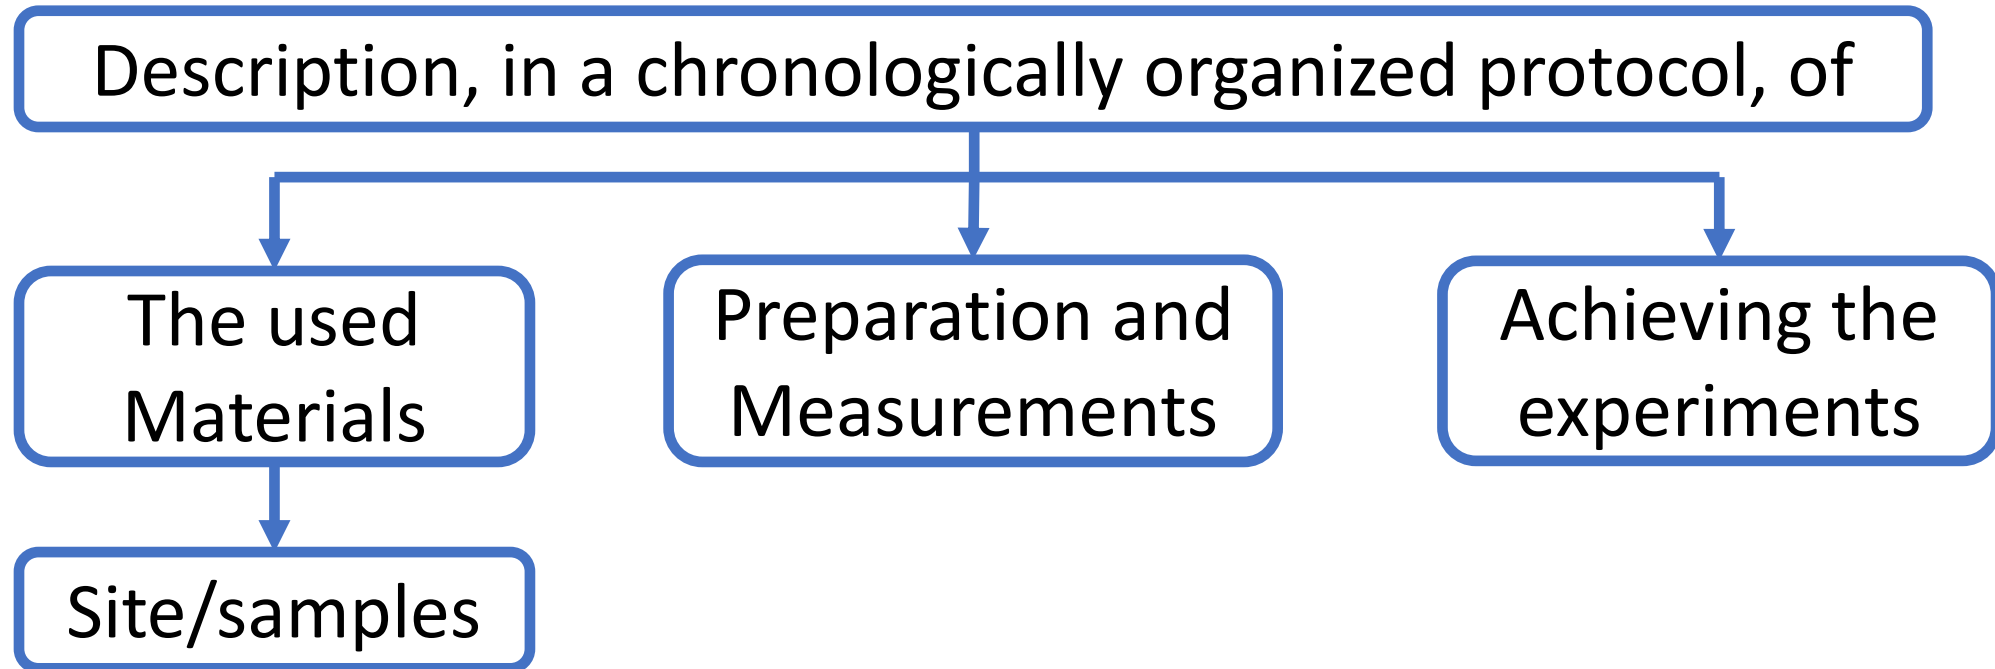 Description, in a chronologically organized protocol, of
The used
Materials
Preparation and
Measurements
Achieving the
experiments
Site/samples